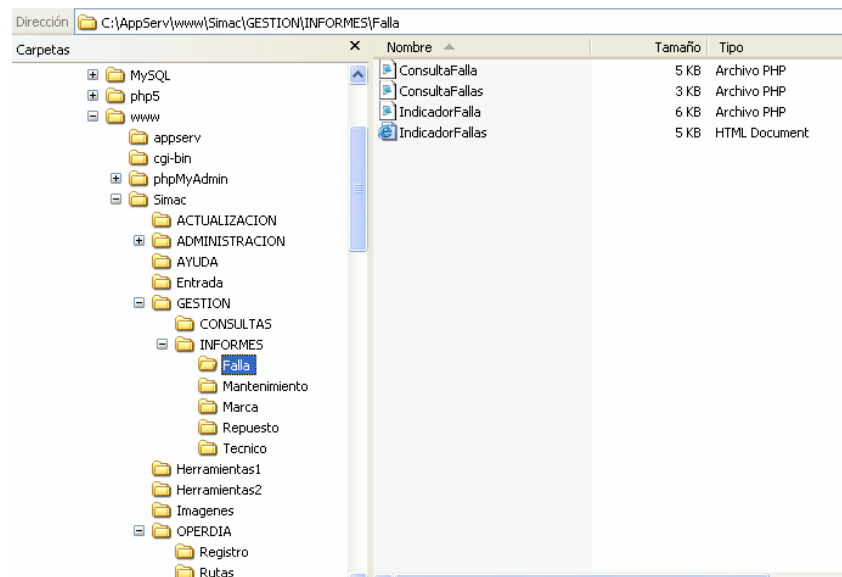 Dirección C:\AppServ\www\Simac\GESTION\INFORMES\Falla
Carpetas
MySQL
php5
www
appserv
cgi-bin
phpMyAdmin
Simac
ACTUALIZACION
ADMINISTRACION
AYUDA
Entrada
GESTION
CONSULTAS
INFORMES
Falla
Mantenimiento
Marca
Repuesto
Tecnico
Herramientas1
Herramientas2
Imagenes
OPERDIA
Registro
Rutas
Nombre Tamaño Tipo
ConsultaFalla 5 KB Archivo PHP
ConsultaFallas 3 KB Archivo PHP
IndicadorFalla 6 KB Archivo PHP
IndicadorFallas 5 KB HTML Document